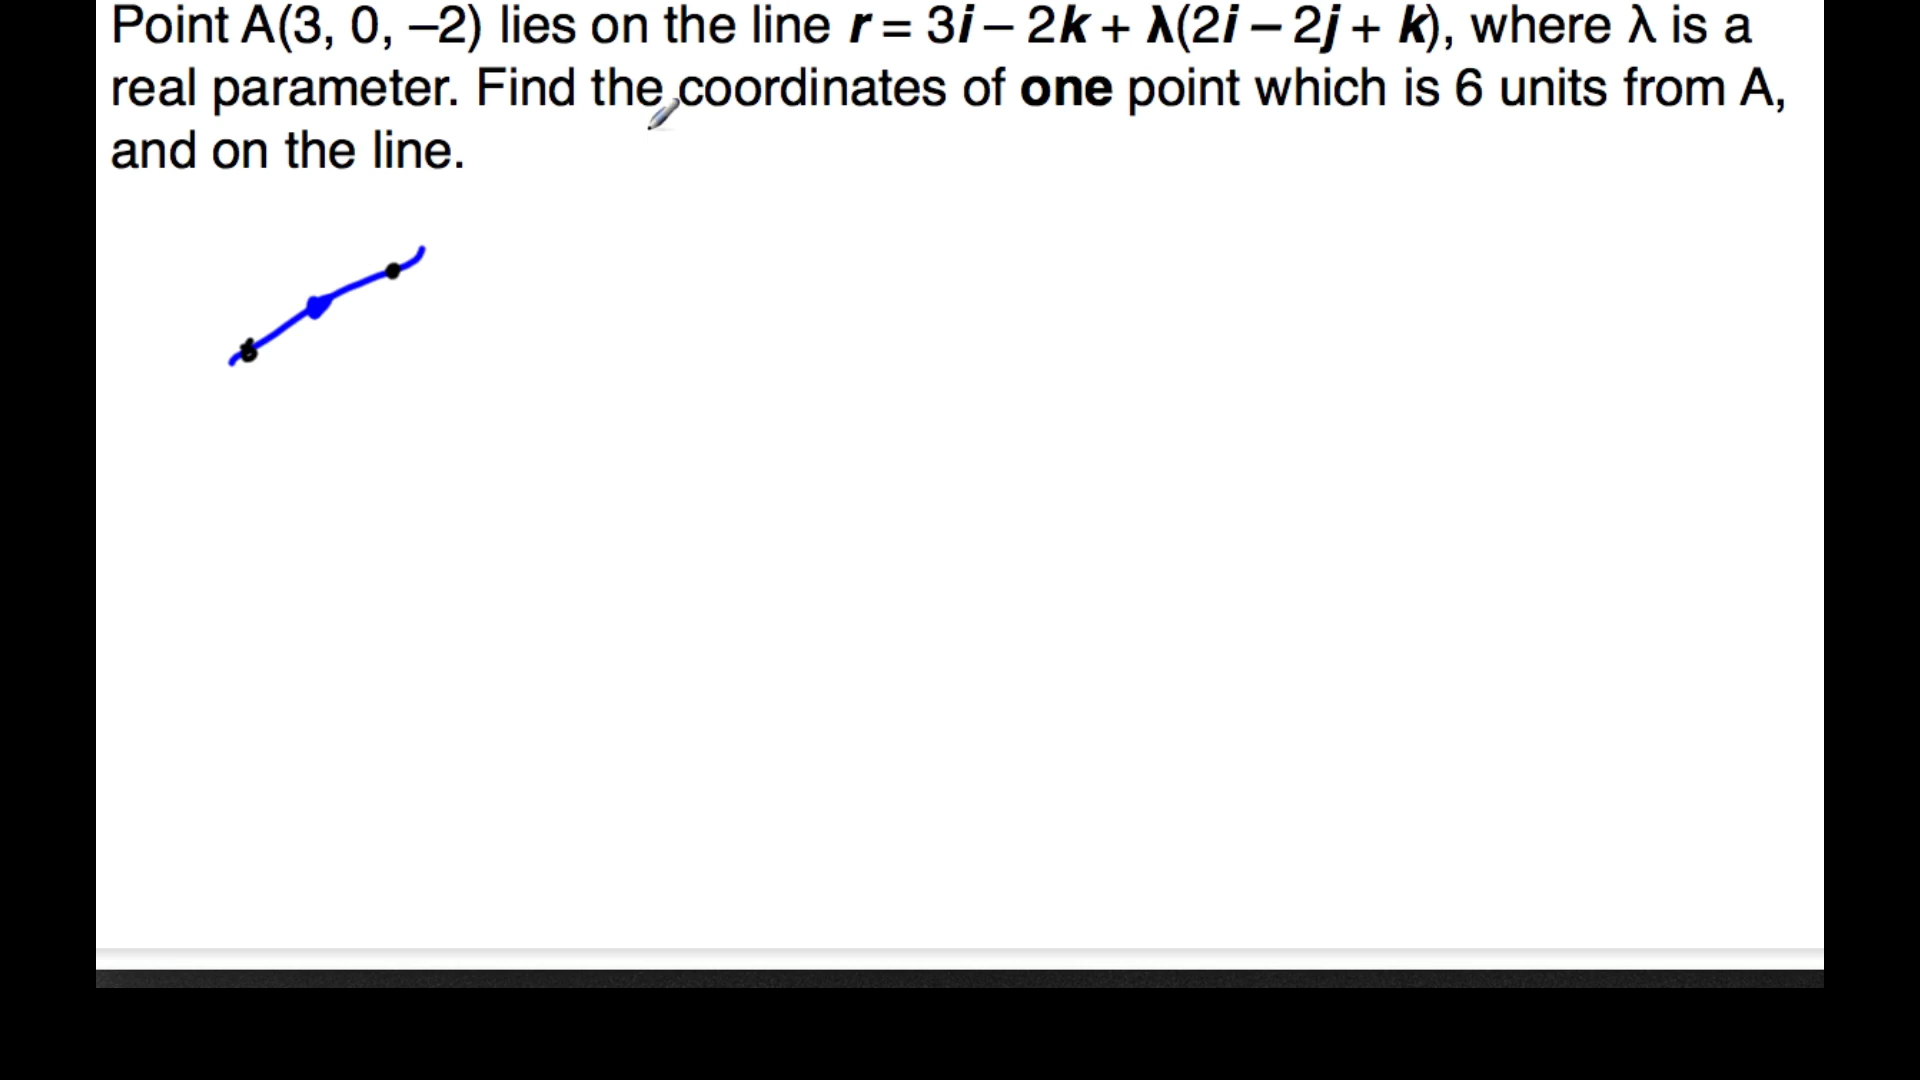 Point A(3, 0, –2) lies on the line r = 3i – 2k + λ(2i – 2j + k), where λ is a
real parameter. Find the coordinates of one point which is 6 units from A,
and on the line.